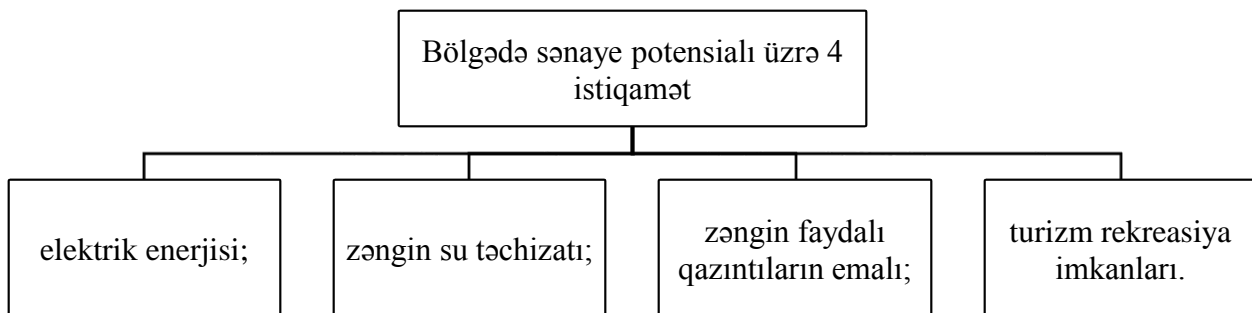 Bölgədə sənaye potensialı üzrə 4
istiqamət
elektrik enerjisi;
zəngin su təchizatı;
zəngin faydalı
qazıntıların emalı;
turizm rekreasiya
imkanları.